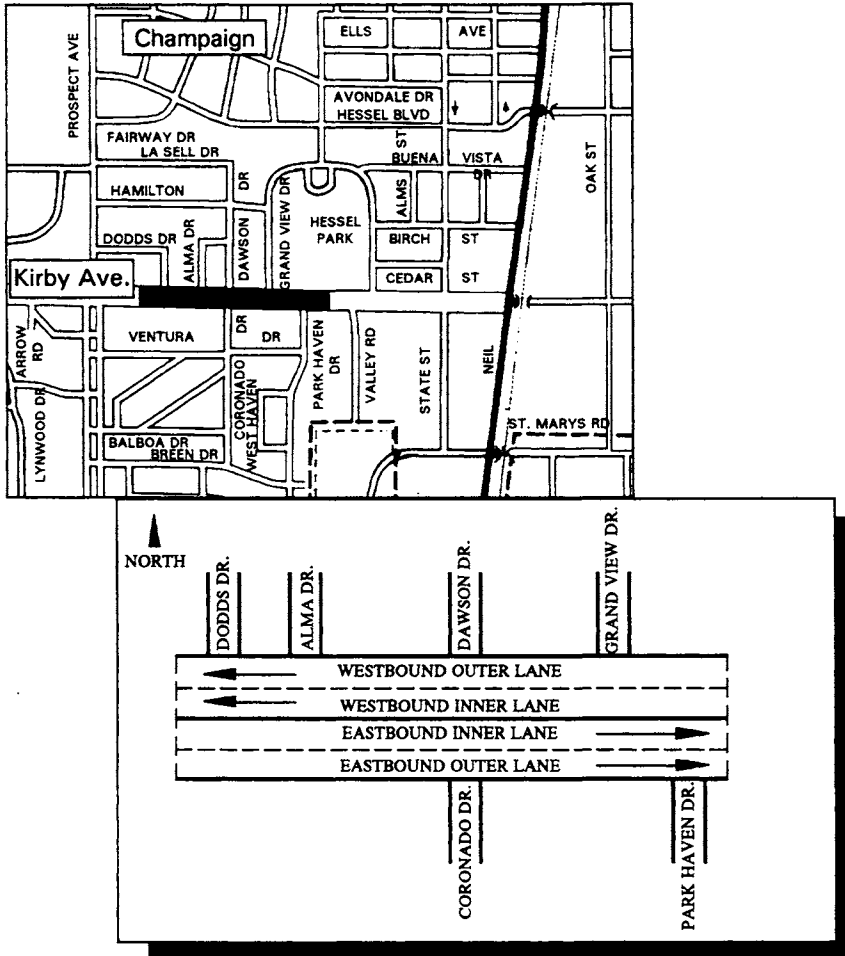 Champaign
ELLS AVE
PROSPECT AVE
AVONDALE DR
HESSEL BLVD
FAIRWAY DR
LA SELL DR
ST
BUENA VISTA
DR
OAK ST
HAMILTON
DR
GRAND VIEW DR
ALMS
HESSEL
PARK
DODDS DR
ALMA DR
DAWSON
BIRCH ST
Kirby Ave.
CEDAR ST
ARROW
RD
VENTURA
DR
DR
PARK HAVEN
DR
VALLEY RD
STATE ST
NEIL
LYNWOOD DR
CORONADO
WEST HAVEN
BALBOA DR
BREEN DR
ST. MARYS RD
NORTH
DODDS DR.
ALMA DR.
DAWSON DR.
GRAND VIEW DR.
WESTBOUND OUTER LANE
WESTBOUND INNER LANE
EASTBOUND INNER LANE
EASTBOUND OUTER LANE
CORONADO DR.
PARK HAVEN DR.